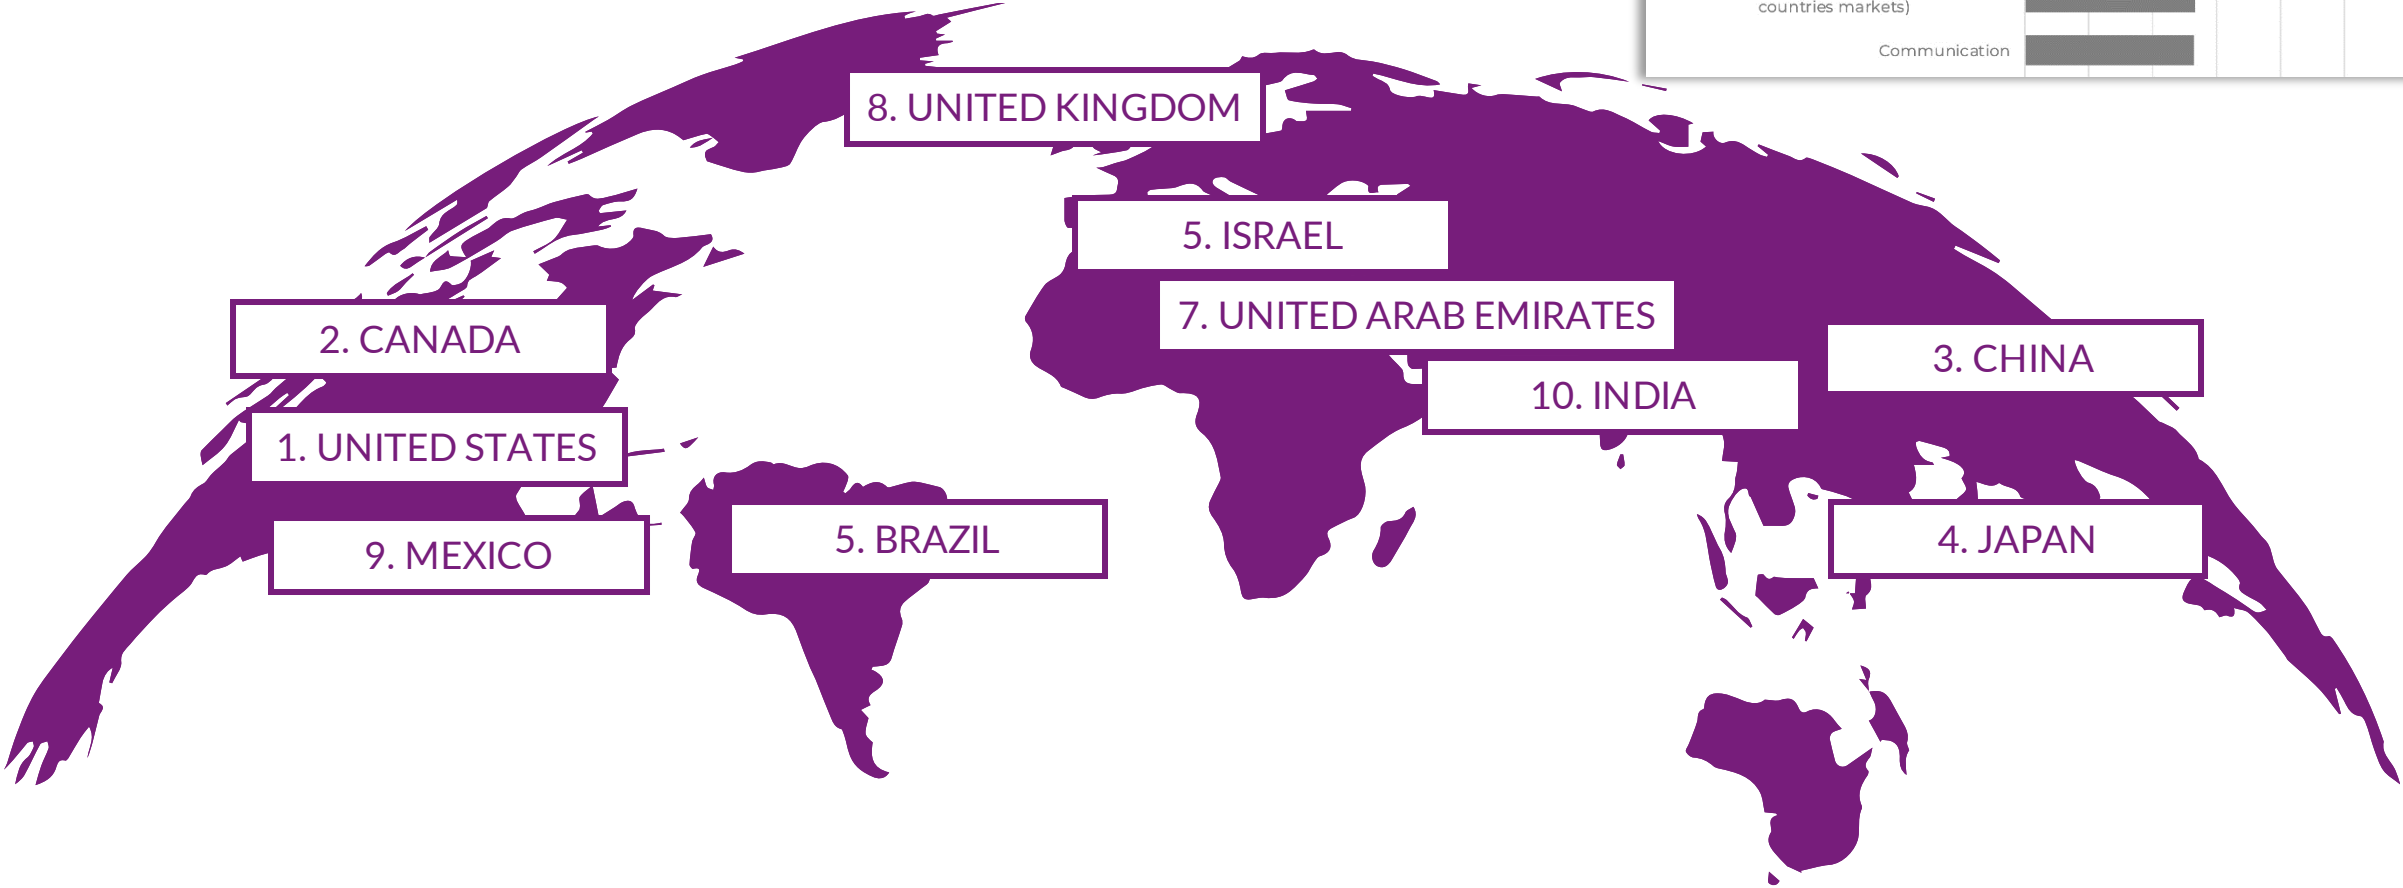 countries markets)
Communication
8. UNITED KINGDOM
5. ISRAEL
7. UNITED ARAB EMIRATES
2. CANADA
3. CHINA
10. INDIA
1. UNITED STATES
5. BRAZIL
4. JAPAN
9. MEXICO